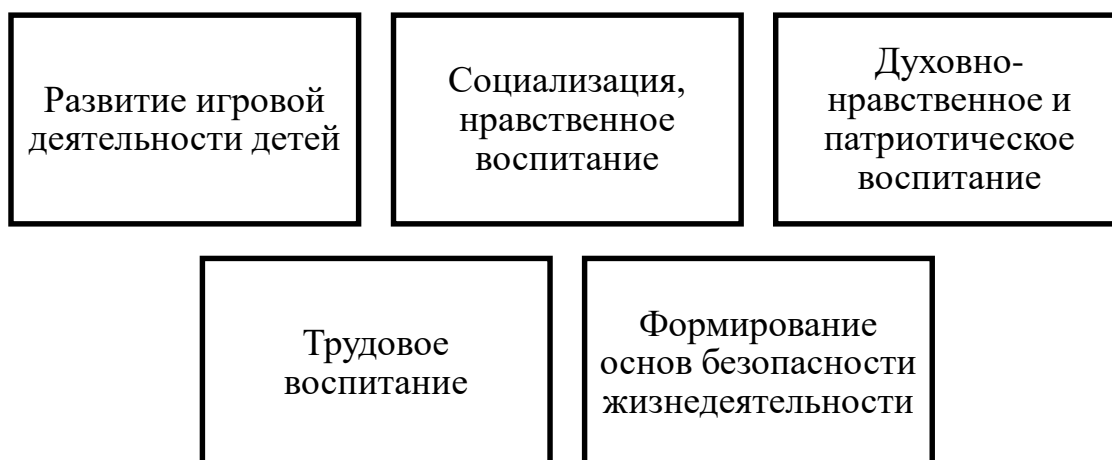 Развитие игровой
деятельности детей
Социализация,
нравственное
воспитание
Духовно-
нравственное и
патриотическое
воспитание
Трудовое
воспитание
Формирование
основ безопасности
жизнедеятельности